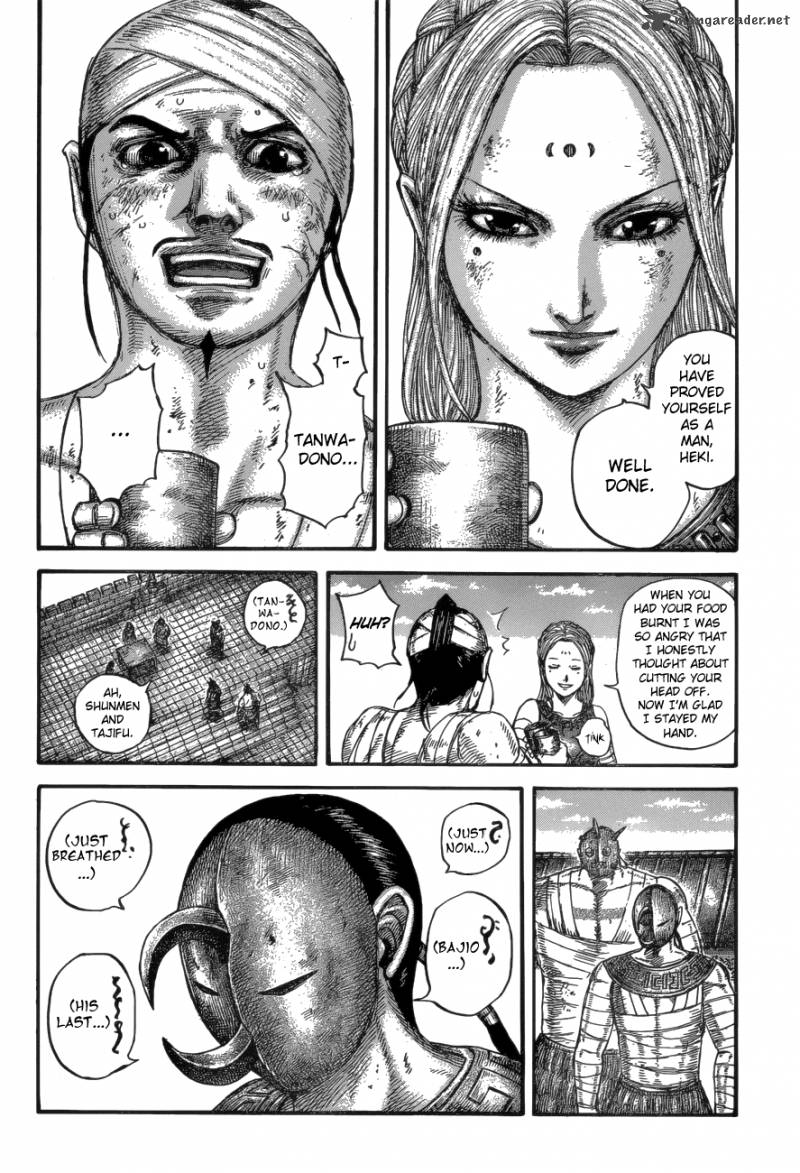 mangareader.net
YOU
HAVE
PROVED
YOURSELF
AS A
MAN,
HEKI.
WELL
DONE.
T-
TANWA-
DONO...
...
WHEN
YOU HAD
YOUR FOOD
BURNT I WAS
SO ANGRY THAT
I HONESTLY
THOUGHT ABOUT
CUTTING YOUR
HEAD OFF.
NOW I'M GLAD
I STAYED MY
HAND.
TINK
HUH?
(TAN-
WA-
DONO.)
AH,
SHUNMEN
AND
TAJIFU.
(JUST
NOW...)
(BAJIO
...)
(JUST
BREATHED
...)
(HIS
LAST...)